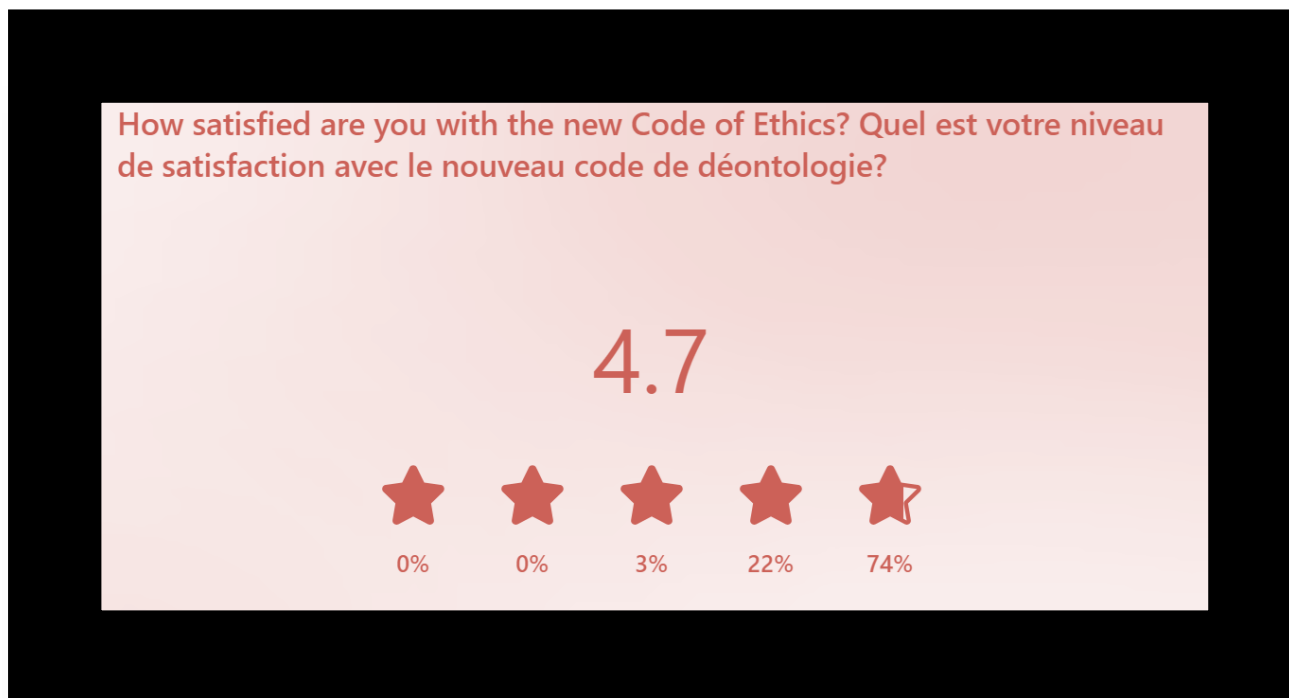 How satisfied are you with the new Code of Ethics? Quel est votre niveau
de satisfaction avec le nouveau code de déontologie?
4.7
0% 0% 3% 22% 74%